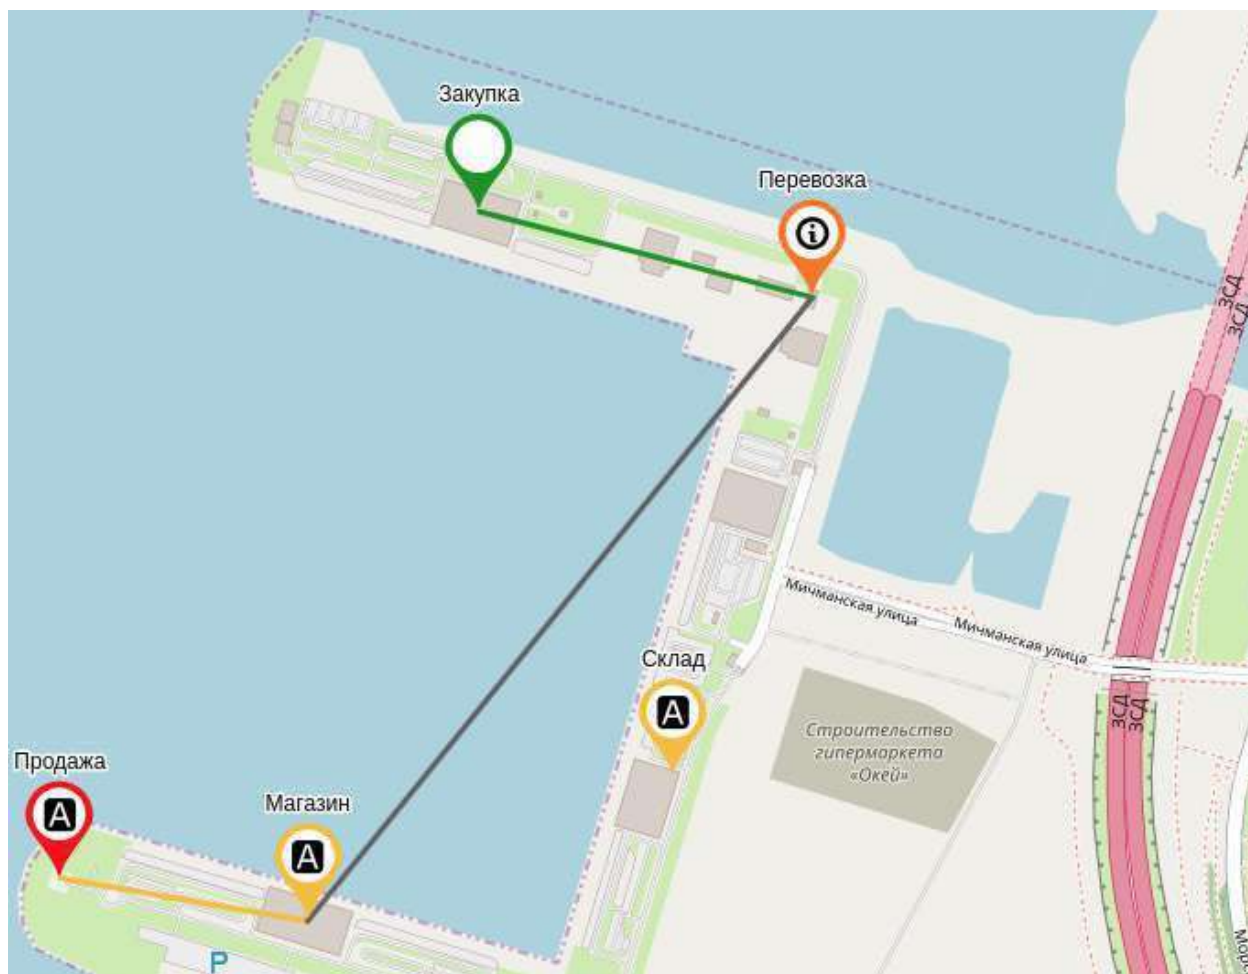 Закупка
Перевозка
ЗСД
ЗСД
Мичманская улица
Мичманская улица
Склад
A
ЗСД
ЗСД
Строительство
гипермаркета
«Окей»
Продажа
A
Магазин
A
P